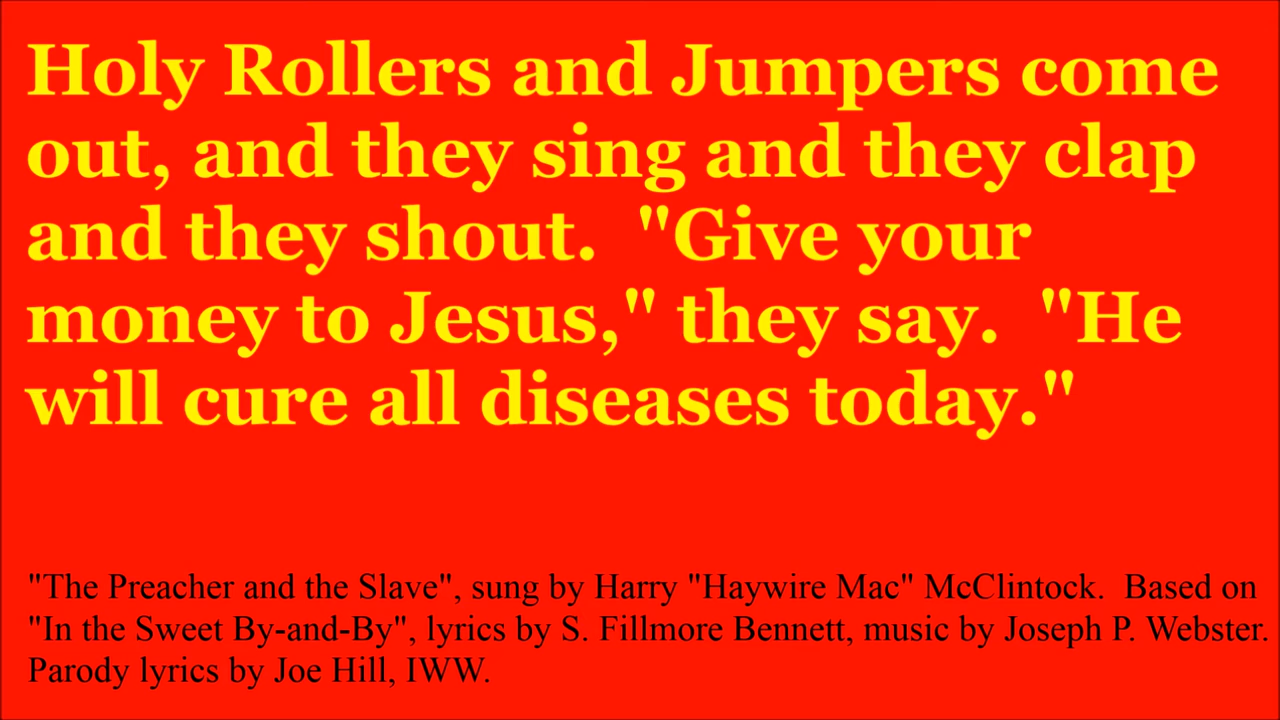 Holy Rollers and Jumpers come
out, and they sing and they clap
and they shout.  "Give your
money to Jesus," they say.  "He
will cure all diseases today."
"The Preacher and the Slave", sung by Harry "Haywire Mac" McClintock.  Based on
"In the Sweet By-and-By", lyrics by S. Fillmore Bennett, music by Joseph P. Webster.
Parody lyrics by Joe Hill, IWW.